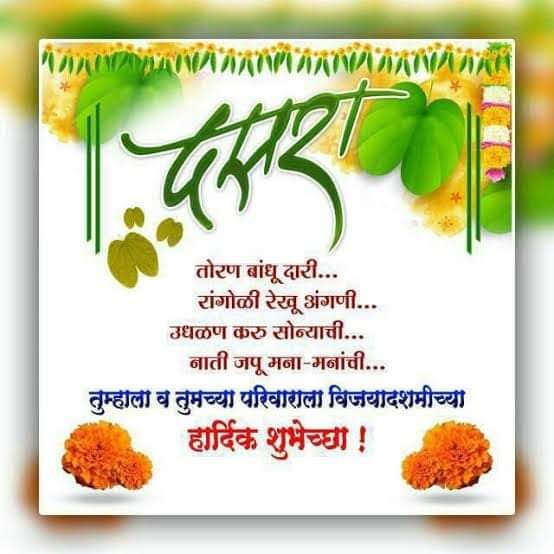 दसरा
तोरण बांधू दारी...
रांगोळी रेखू अंगणी...
उधळण करु सोन्याची...
नाती जपू मना-मनांची...
तुम्हाला व तुमच्या परिवाराला विजयादशमीच्या
हार्दिक शुभेच्छा !